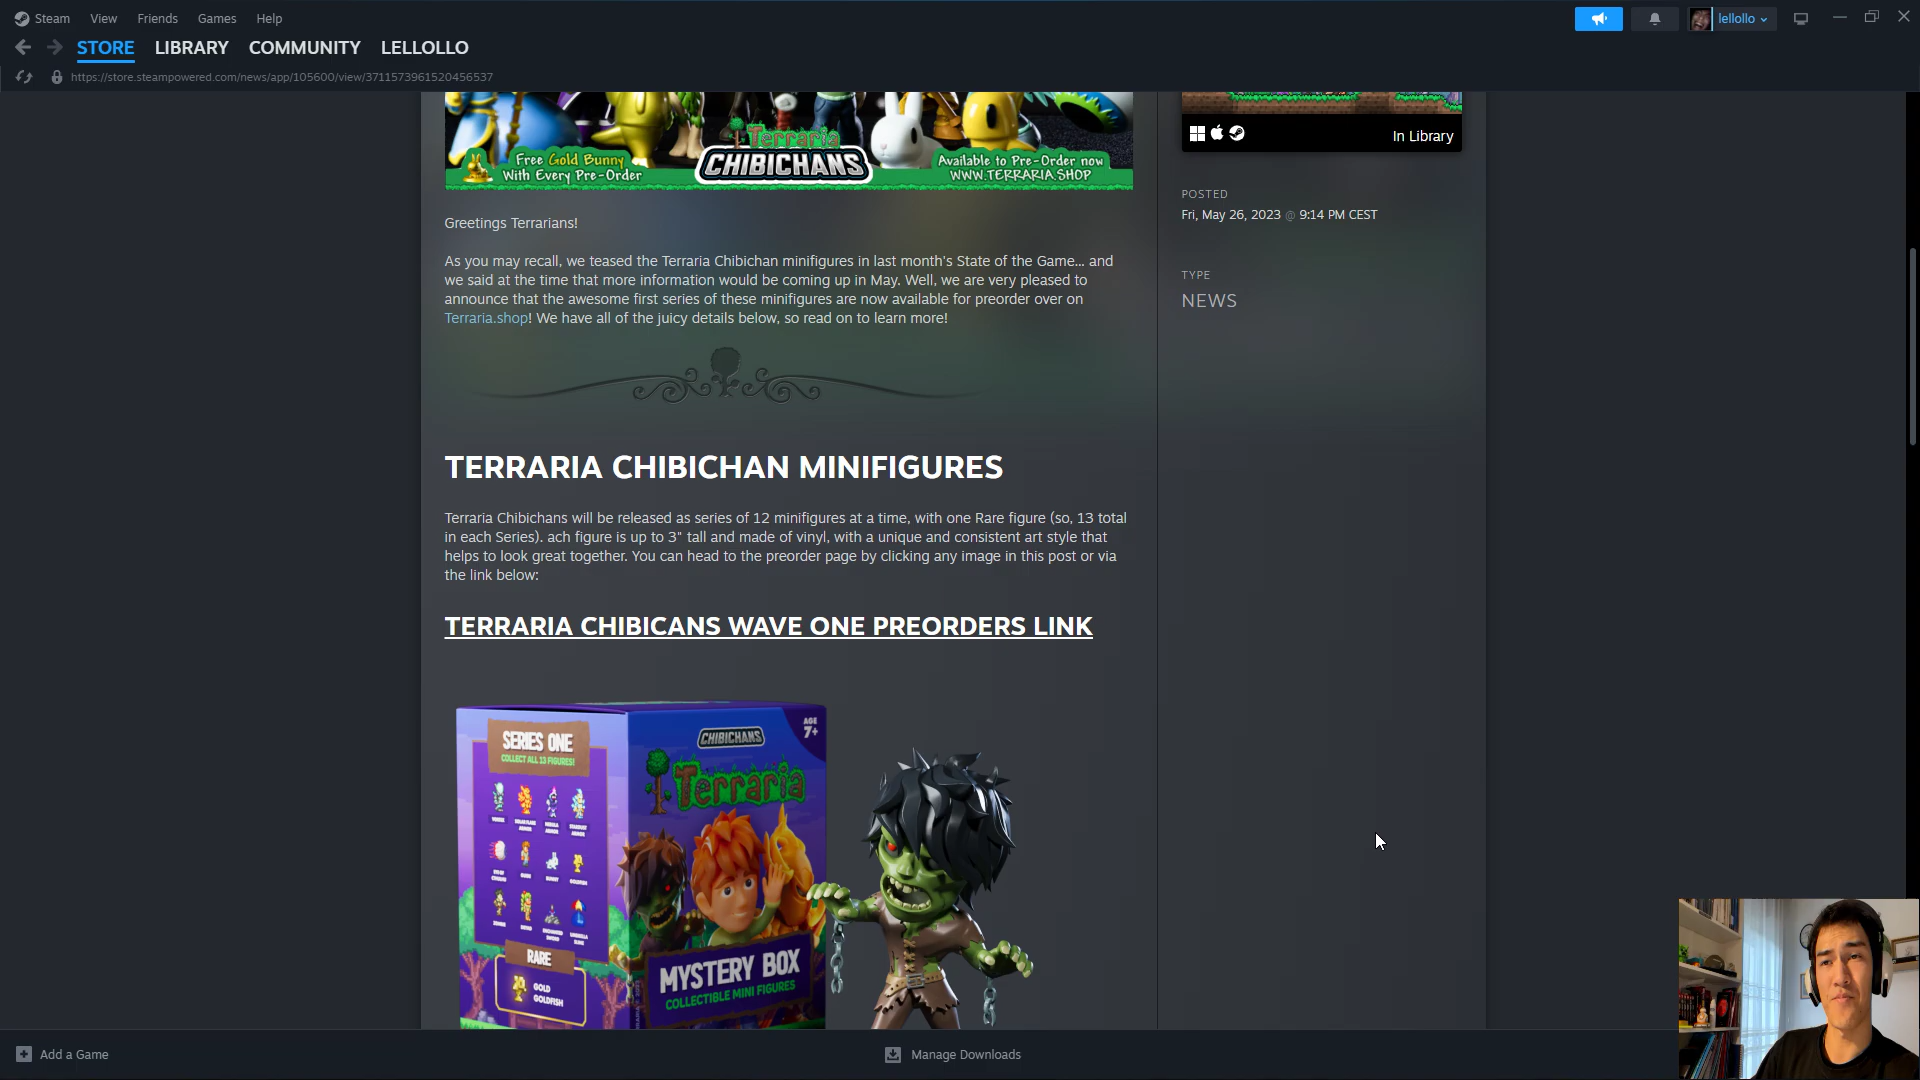 Steam View Friends Games Help
lellollo
STORE LIBRARY COMMUNITY LELLOLLO
https://store.steampowered.com/news/app/105600/view/3711573961520456537
Free Gold Bunny
With Every Pre-Order
Terraria
CHIBICHANS
Available to Pre-Order now
WWW.TERRARIA.SHOP
In Library
POSTED
Fri, May 26, 2023 @ 9:14 PM CEST
TYPE
NEWS
Greetings Terrarians!
As you may recall, we teased the Terraria Chibichan minifigures in last month's State of the Game... and
we said at the time that more information would be coming up in May. Well, we are very pleased to
announce that the awesome first series of these minifigures are now available for preorder over on
Terraria.shop! We have all of the juicy details below, so read on to learn more!
TERRARIA CHIBICHAN MINIFIGURES
Terraria Chibichans will be released as series of 12 minifigures at a time, with one Rare figure (so, 13 total
in each Series). ach figure is up to 3" tall and made of vinyl, with a unique and consistent art style that
helps to look great together. You can head to the preorder page by clicking any image in this post or via
the link below:
TERRARIA CHIBICANS WAVE ONE PREORDERS LINK
SERIES ONE
COLLECT ALL 13 FIGURES!
RARE
GOLD
GOLDFISH
CHIBICHANS
AGE
7+
Terraria
MYSTERY BOX
COLLECTIBLE MINI FIGURES
Add a Game
Manage Downloads